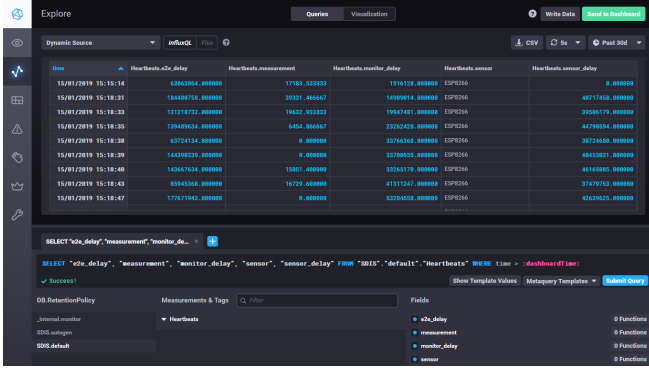 Explore
Queries Visualization
Write Data Send to Dashboard
Dynamic Source InfluxQL Flux
CSV 5s Past 30d
time Heartbeats.e2e_delay Heartbeats.measurement Heartbeats.monitor_delay Heartbeats.sensor Heartbeats.sensor_delay
15/01/2019 15:15:14 63063864.000000 17183.533333 1916128.000000 ESP8266 0.000000
15/01/2019 15:18:31 184408758.000000 39331.466667 14989014.000000 ESP8266 48717458.000000
15/01/2019 15:18:33 131218732.000000 19632.933333 19947481.000000 ESP8266 39506179.000000
15/01/2019 15:18:35 139489634.000000 6454.866667 23262428.000000 ESP8266 44798894.000000
15/01/2019 15:18:38 63724134.000000 0.000000 33766368.000000 ESP8266 38724680.000000
15/01/2019 15:18:39 144398339.000000 0.000000 33780555.000000 ESP8266 40453031.000000
15/01/2019 15:18:40 143667634.000000 15851.400000 33265170.000000 ESP8266 46165085.000000
15/01/2019 15:18:43 85945368.000000 16729.600000 41311247.000000 ESP8266 37479753.000000
15/01/2019 15:18:47 177671943.000000 0.000000 53284558.000000 ESP8266 42639625.000000
SELECT "e2e_delay", "measurement", "monitor_de...
SELECT "e2e_delay", "measurement", "monitor_delay", "sensor", "sensor_delay" FROM "SDIS"."default"."Heartbeats" WHERE time > :dashboardTime:
Success!
Show Template Values Metaquery Templates Submit Query
DB.RetentionPolicy Measurements & Tags Filter Fields
_internal.monitor Heartbeats e2e_delay 0 Functions
SDIS.autogen measurement 0 Functions
SDIS.default monitor_delay 0 Functions
sensor 0 Functions